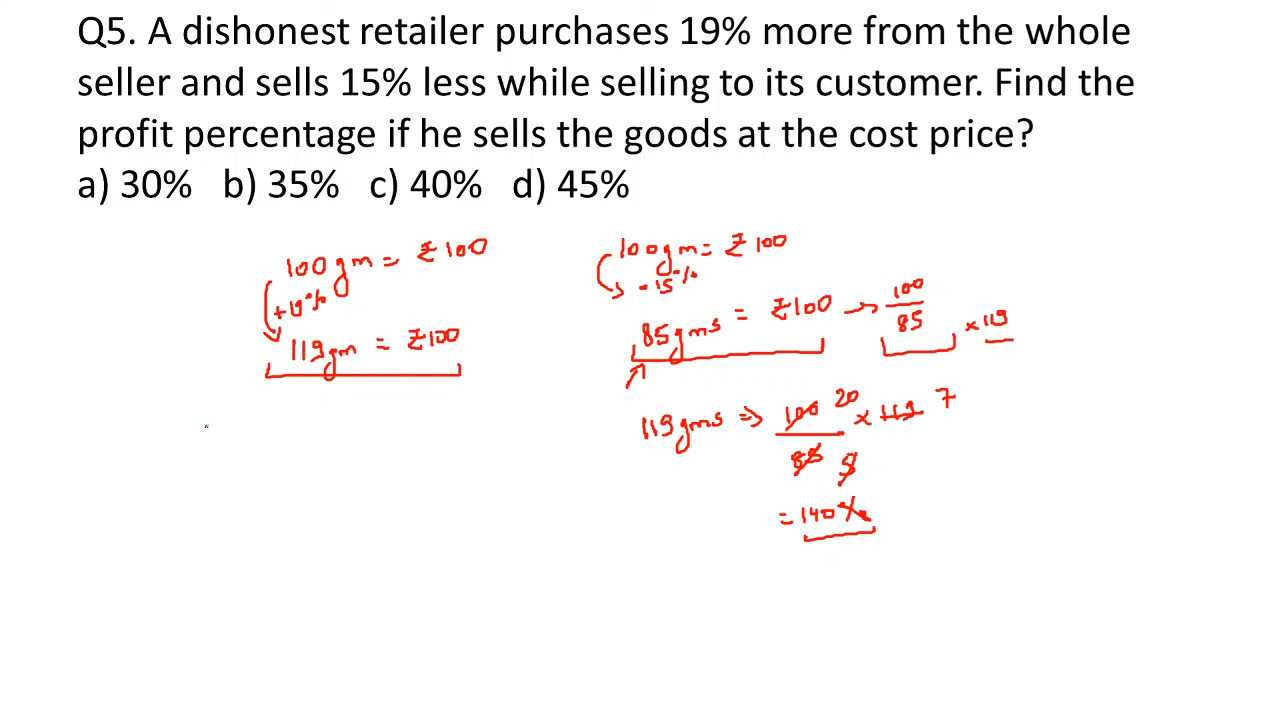 Q5. A dishonest retailer purchases 19% more from the whole
seller and sells 15% less while selling to its customer. Find the
profit percentage if he sells the goods at the cost price?
a) 30% b) 35% c) 40% d) 45%
100gm = ₹100
+19%
119gm = ₹100
100gm = ₹100
-15%
85gms = ₹100 → 100/85 × 119
119gms ⇒ 100/85 × 119
20 7
5
= 140%